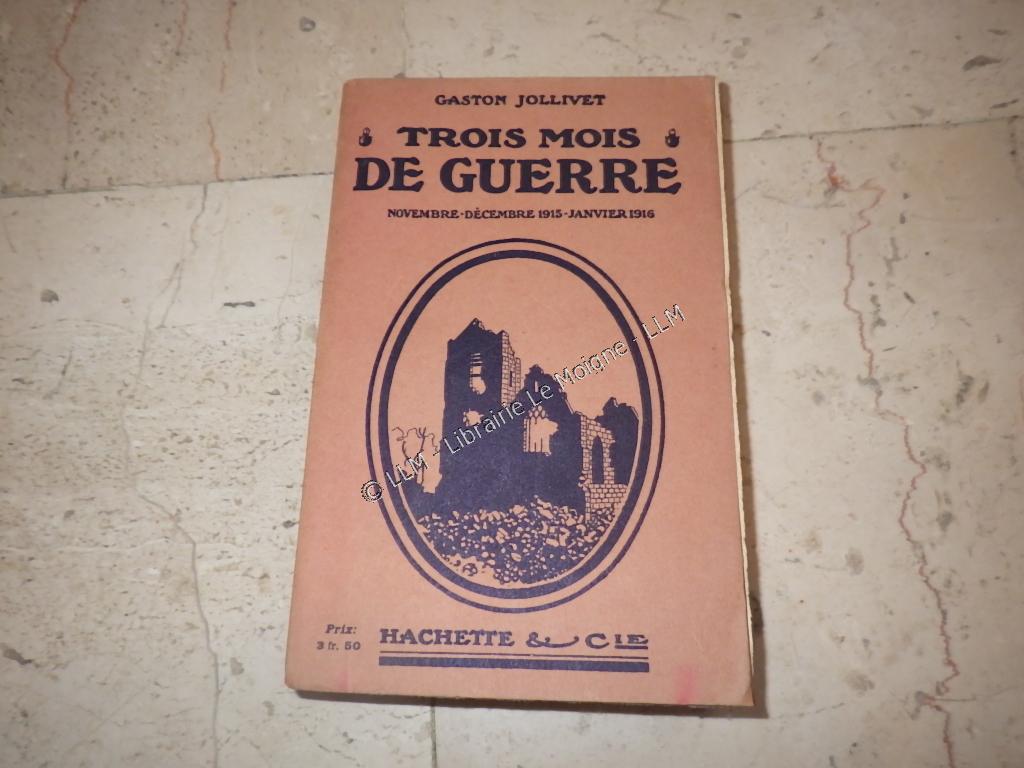 GASTON JOLLIVET
TROIS MOIS
DE GUERRE
NOVEMBRE-DÉCEMBRE 1915-JANVIER 1916
© LLM - Librairie Le Moigne - LLM
Prix:
3 fr. 50
HACHETTE & CIE